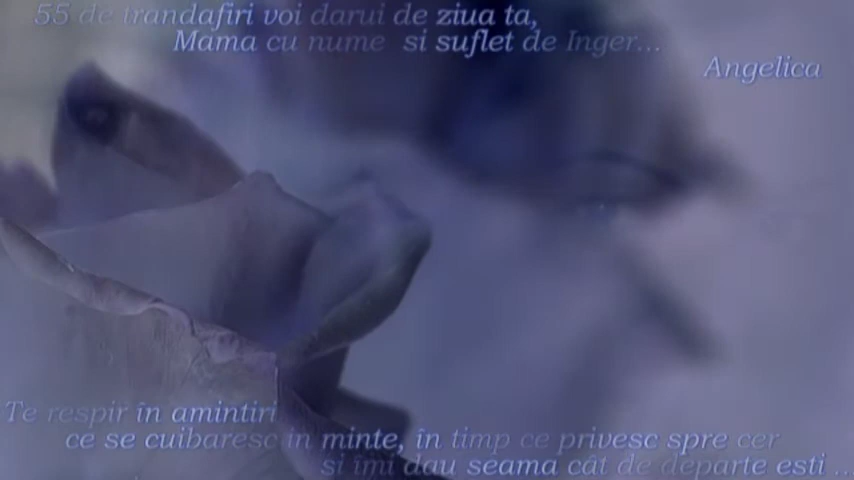 55 de trandafiri voi darui de ziua ta,
Mama cu nume si suflet de Inger...
Angelica
Te respir în amintiri
ce se cuibaresc in minte, în timp ce privesc spre cer
si îmi dau seama cât de departe esti ...